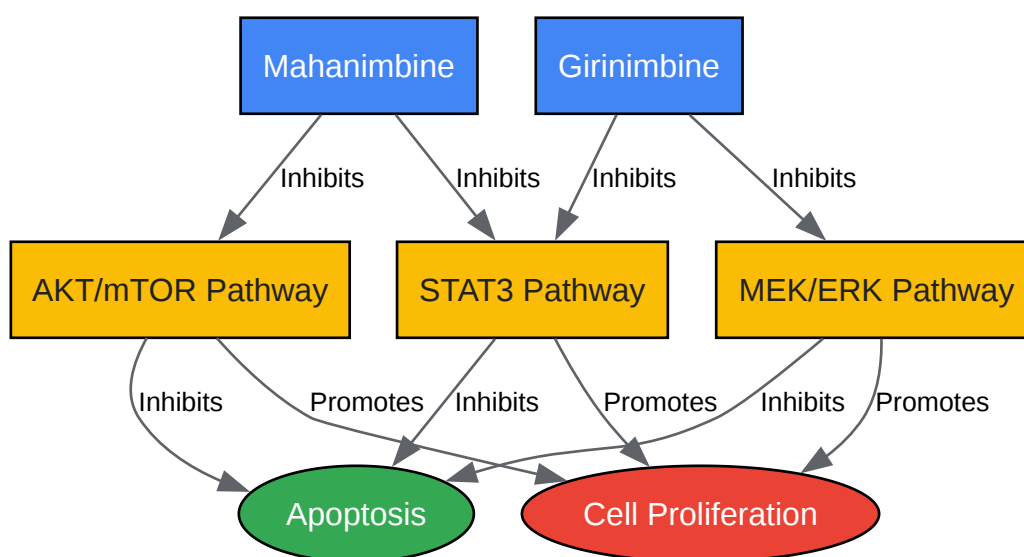 Mahanimbine
Girinimbine
Inhibits
Inhibits
Inhibits
Inhibits
AKT/mTOR Pathway
STAT3 Pathway
MEK/ERK Pathway
Inhibits
Promotes
Inhibits
Promotes
Inhibits
Promotes
Apoptosis
Cell Proliferation